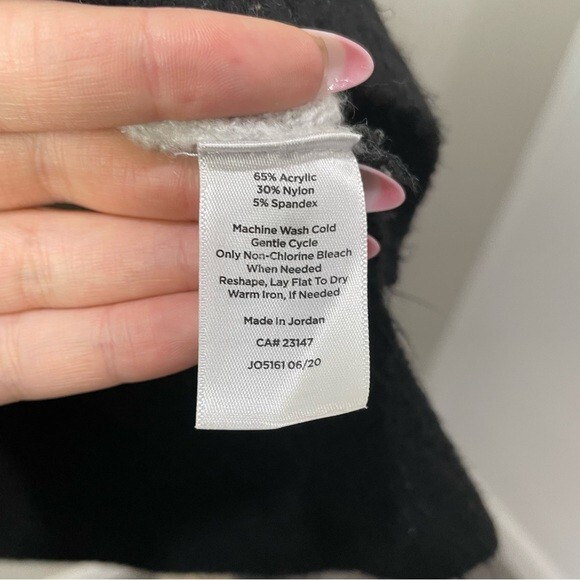 65% Acrylic
30% Nylon
5% Spandex
Machine Wash Cold
Gentle Cycle
Only Non-Chlorine Bleach
When Needed
Reshape, Lay Flat To Dry
Warm Iron, If Needed
Made in Jordan
CA# 23147
JO5161 06/20